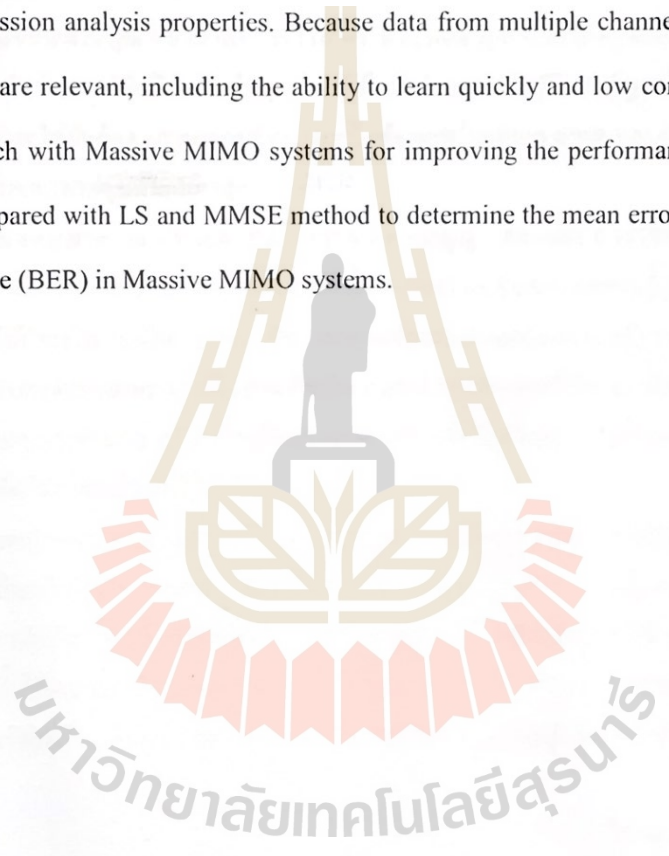 ssion analysis properties. Because data from multiple channe
are relevant, including the ability to learn quickly and low co
ch with Massive MIMO systems for improving the performan
pared with LS and MMSE method to determine the mean erro
e (BER) in Massive MIMO systems.
มหาวิทยาลัยเทคโนโลยีสุรนารี